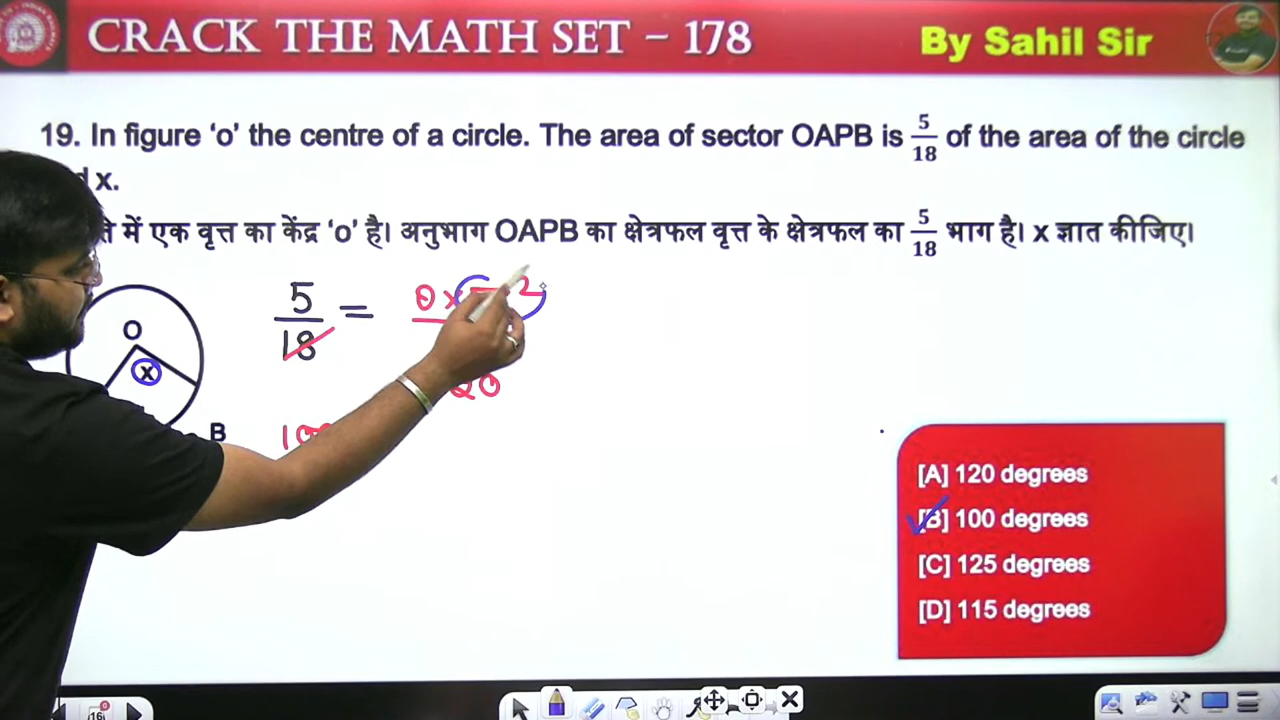 CRACK THE MATH SET – 178
By Sahil Sir
19. In figure ‘o’ the centre of a circle. The area of sector OAPB is 5/18 of the area of the circle
x.
में एक वृत्त का केंद्र ‘o’ है। अनुभाग OAPB का क्षेत्रफल वृत्त के क्षेत्रफल का 5/18 भाग है। x ज्ञात कीजिए।
O
x
B
5/18 = θ×
20
[A] 120 degrees
[B] 100 degrees
[C] 125 degrees
[D] 115 degrees